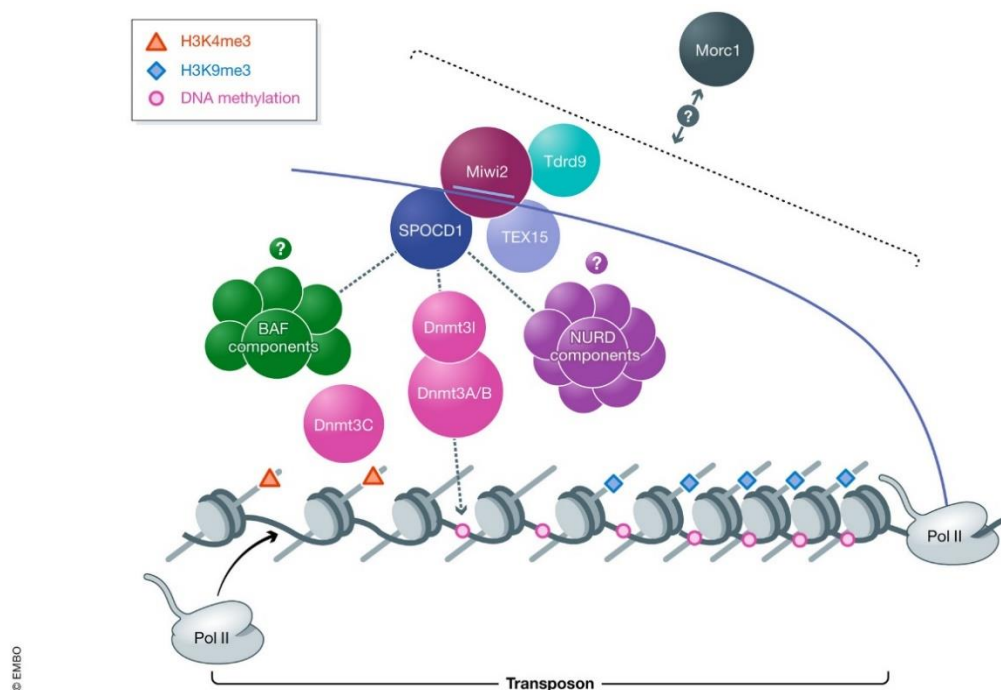 H3K4me3
H3K9me3
DNA methylation
Morc1
?
Tdrd9
Miwi2
SPOCD1
TEX15
?
?
BAF
components
Dnmt3l
NURD
components
Dnmt3A/B
Dnmt3C
Pol II
Pol II
Transposon
© EMBO